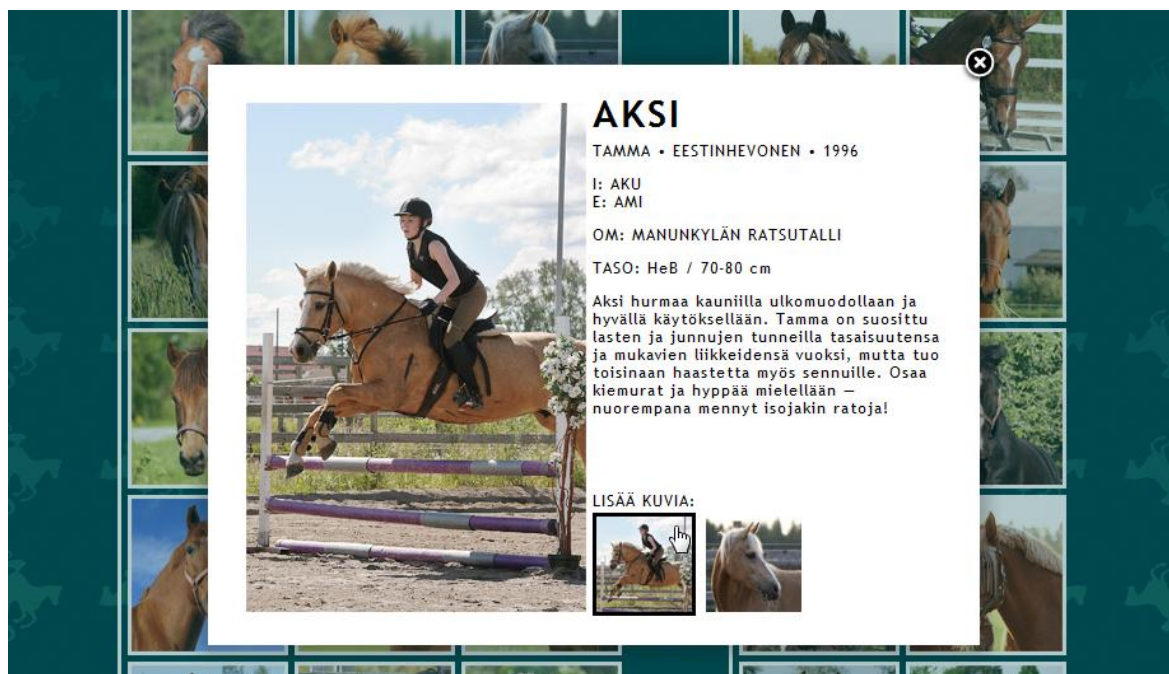 AKSI
TAMMA • EESTINHEVONEN • 1996
I: AKU
E: AMI
OM: MANUNKYLÄN RATSUTALLI
TASO: HeB / 70-80 cm
Aksi hurmaa kauniilla ulkomuodollaan ja
hyvällä käytöksellään. Tamma on suosittu
lasten ja junnujen tunneilla tasaisuutensa
ja mukavien liikkeidensä vuoksi, mutta tuo
toisinaan haastetta myös sennuille. Osaa
kiemurat ja hyppää mielellään –
nuorempana mennyt isojakin ratoja!
LISÄÄ KUVIA: